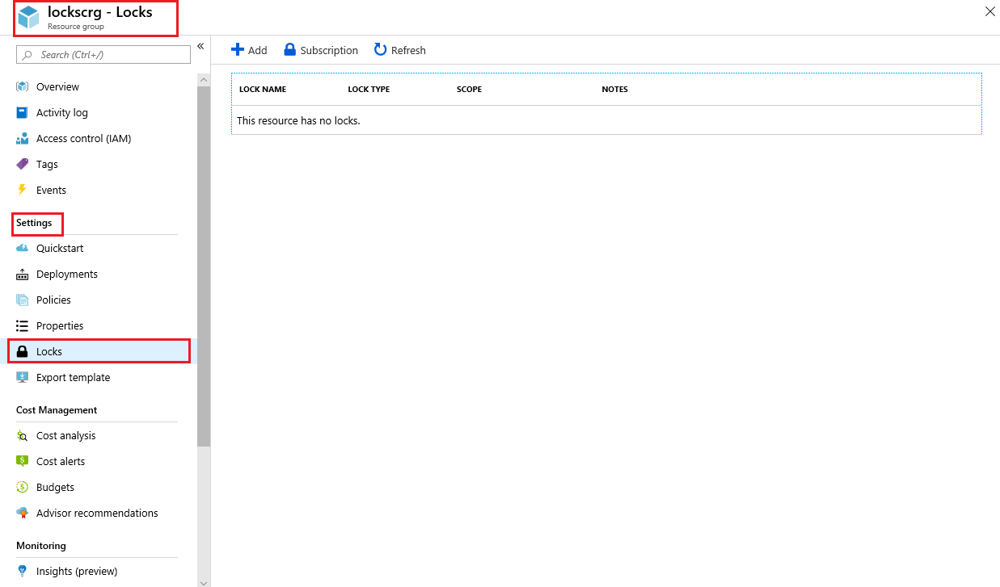 lockscrg - Locks
Resource group
Search (Ctrl+/)
Overview
Activity log
Access control (IAM)
Tags
Events
Settings
Quickstart
Deployments
Policies
Properties
Locks
Export template
Cost Management
Cost analysis
Cost alerts
Budgets
Advisor recommendations
Monitoring
Insights (preview)
Add Subscription Refresh
LOCK NAME LOCK TYPE SCOPE NOTES
This resource has no locks.